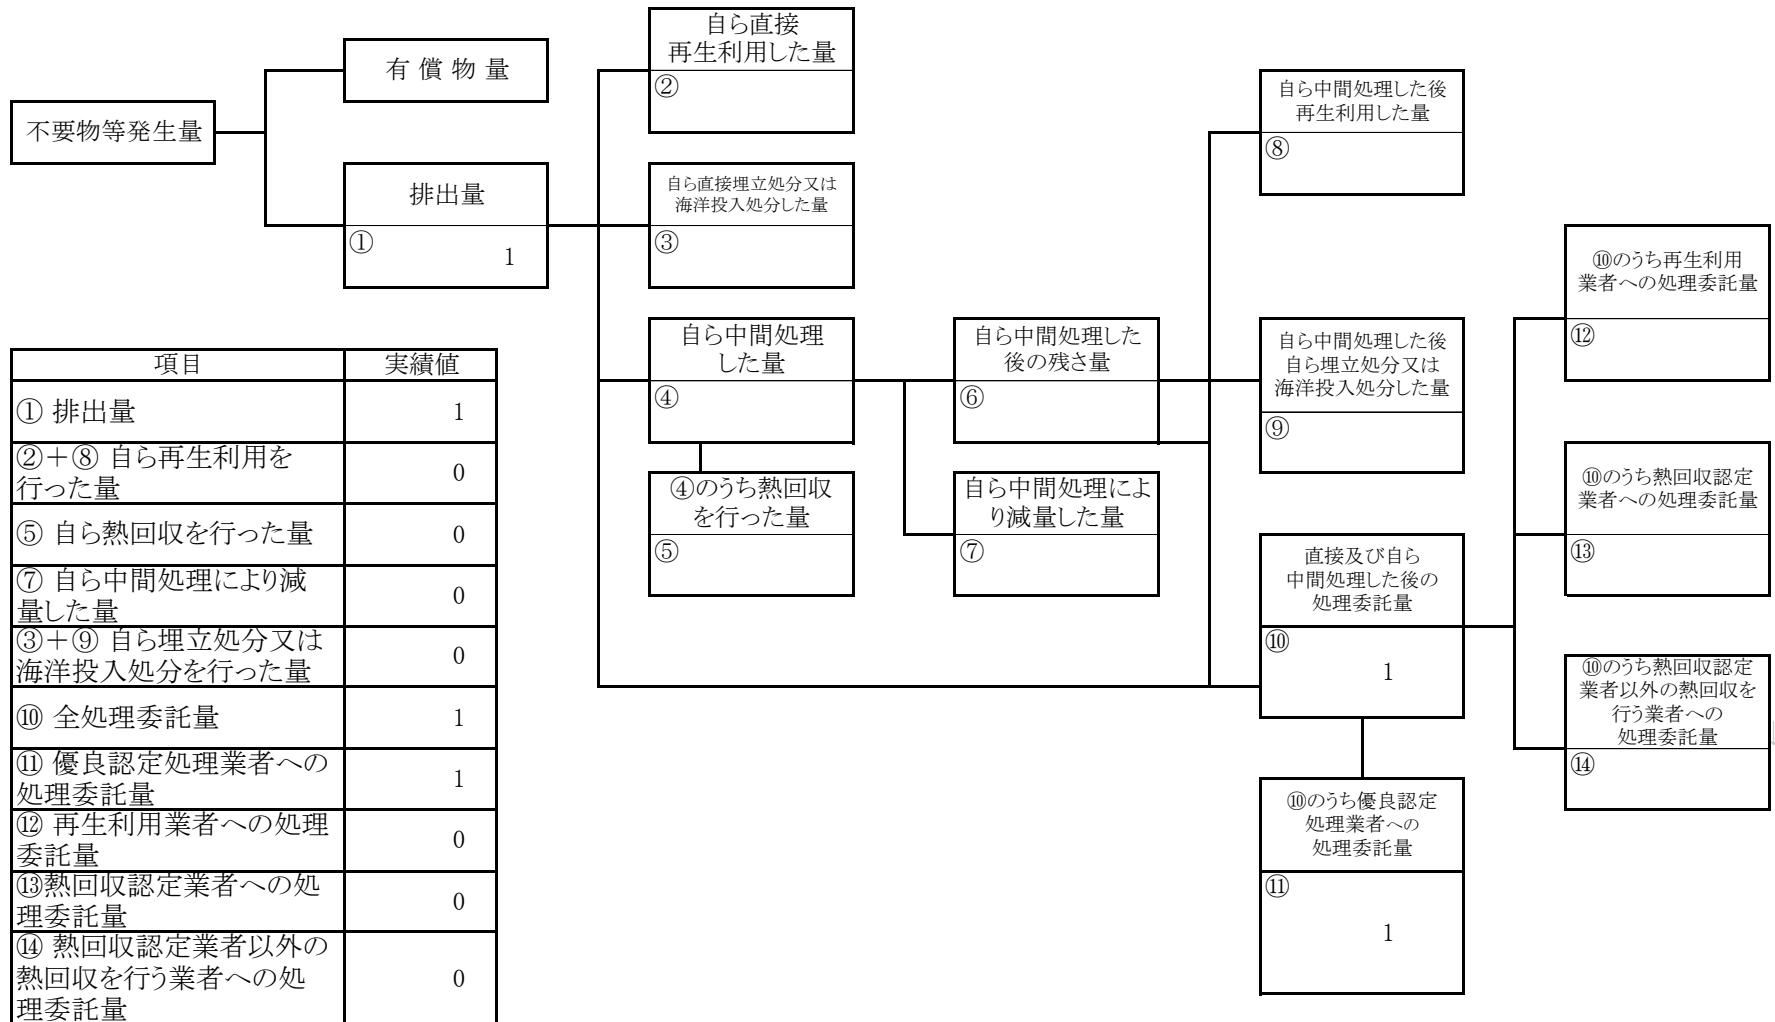 不要物等発生量
有償物量
排出量
①
1
自ら直接
再生利用した量
②
自ら直接埋立処分又は
海洋投入処分した量
③
自ら中間処理
した量
④
④のうち熱回収
を行った量
⑤
自ら中間処理した
後の残さ量
⑥
自ら中間処理によ
り減量した量
⑦
自ら中間処理した後
再生利用した量
⑧
自ら中間処理した後
自ら埋立処分又は
海洋投入処分した量
⑨
直接及び自ら
中間処理した後の
処理委託量
⑩
1
⑩のうち優良認定
処理業者への
処理委託量
⑪
1
⑩のうち再生利用
業者への処理委託量
⑫
⑩のうち熱回収認定
業者への処理委託量
⑬
⑩のうち熱回収認定
業者以外の熱回収を
行う業者への
処理委託量
⑭
項目 実績値
① 排出量 1
②＋⑧ 自ら再生利用を
行った量 0
⑤ 自ら熱回収を行った量 0
⑦ 自ら中間処理により減
量した量 0
③＋⑨ 自ら埋立処分又は
海洋投入処分を行った量 0
⑩ 全処理委託量 1
⑪ 優良認定処理業者への
処理委託量 1
⑫ 再生利用業者への処理
委託量 0
⑬熱回収認定業者への処
理委託量 0
⑭ 熱回収認定業者以外の
熱回収を行う業者への処
理委託量 0